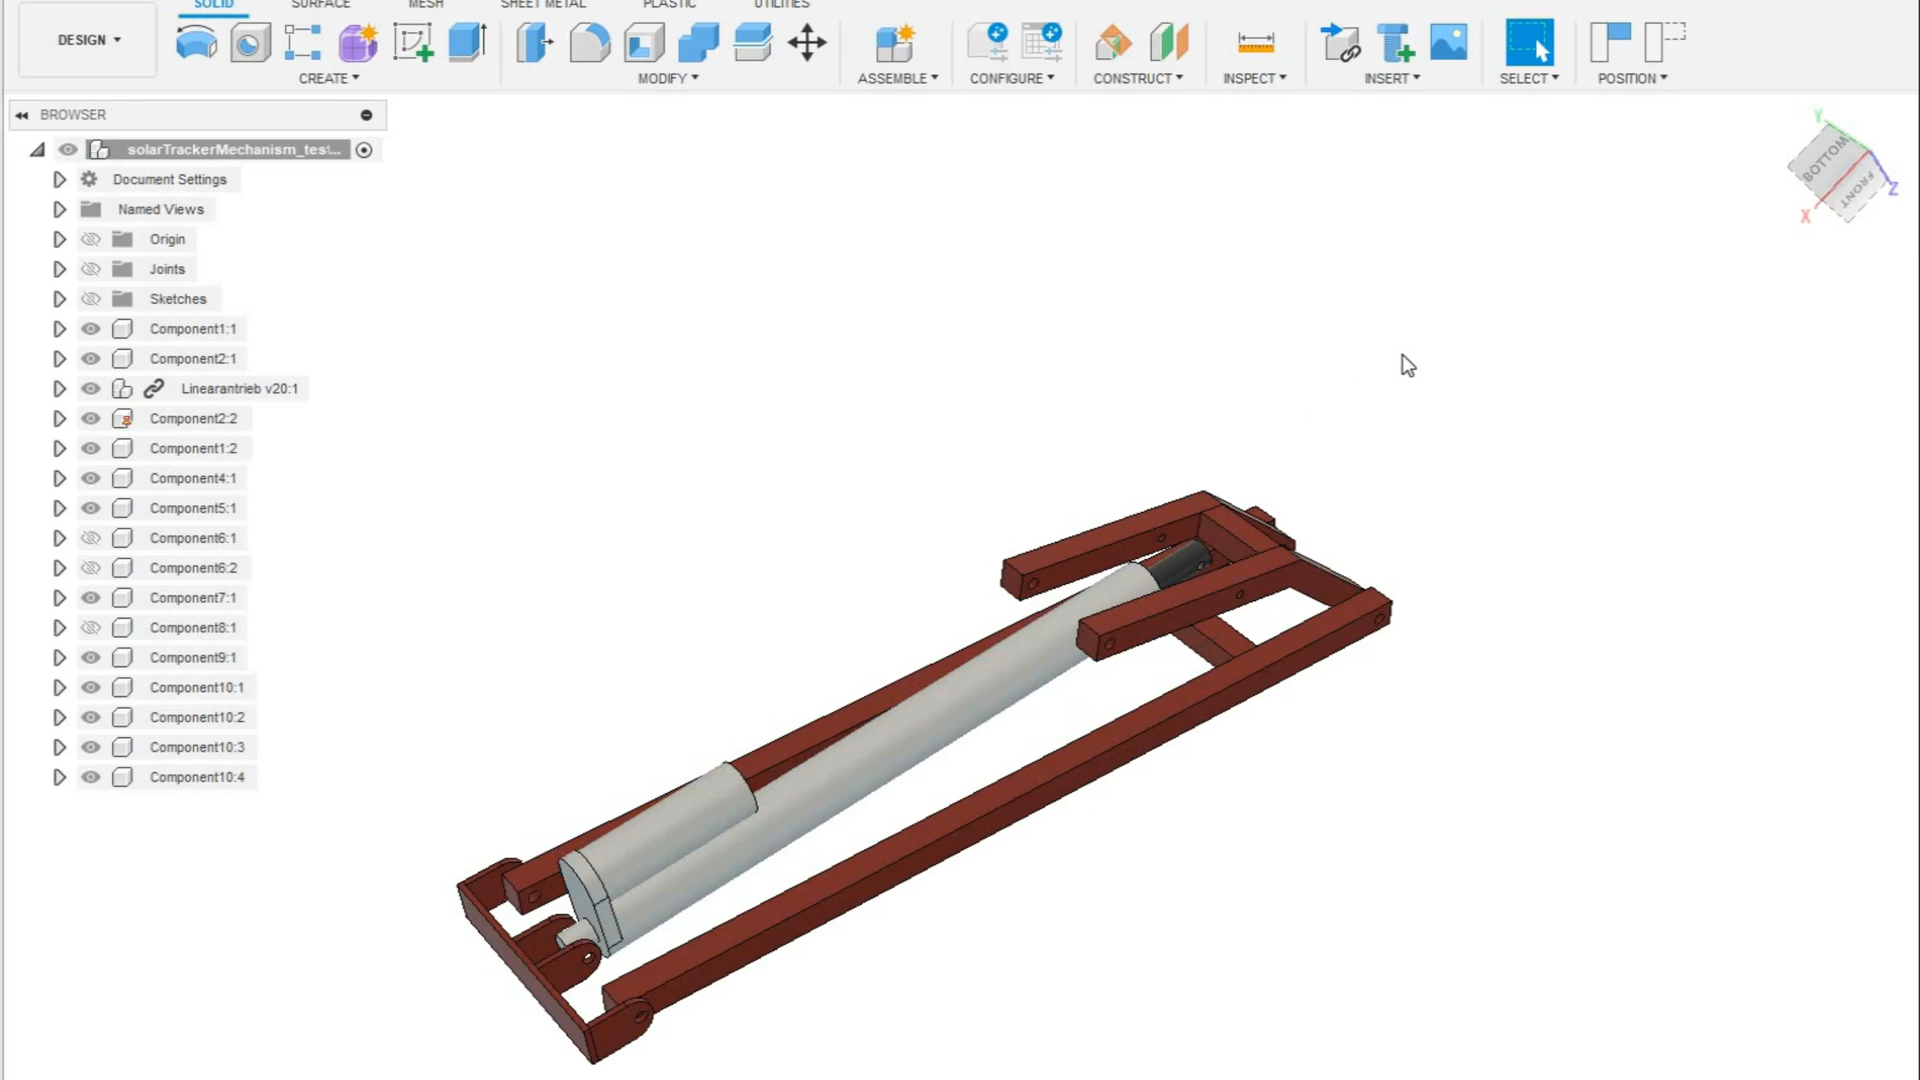 SOLID SURFACE MESH SHEET METAL PLASTIC UTILITIES
DESIGN
CREATE MODIFY ASSEMBLE CONFIGURE CONSTRUCT INSPECT INSERT SELECT POSITION
BROWSER
solarTrackerMechanism_test...
Document Settings
Named Views
Origin
Joints
Sketches
Component1:1
Component2:1
Linearantrieb v20:1
Component2:2
Component1:2
Component4:1
Component5:1
Component6:1
Component6:2
Component7:1
Component8:1
Component9:1
Component10:1
Component10:2
Component10:3
Component10:4
Y
BOTTOM
FRONT
Z
X